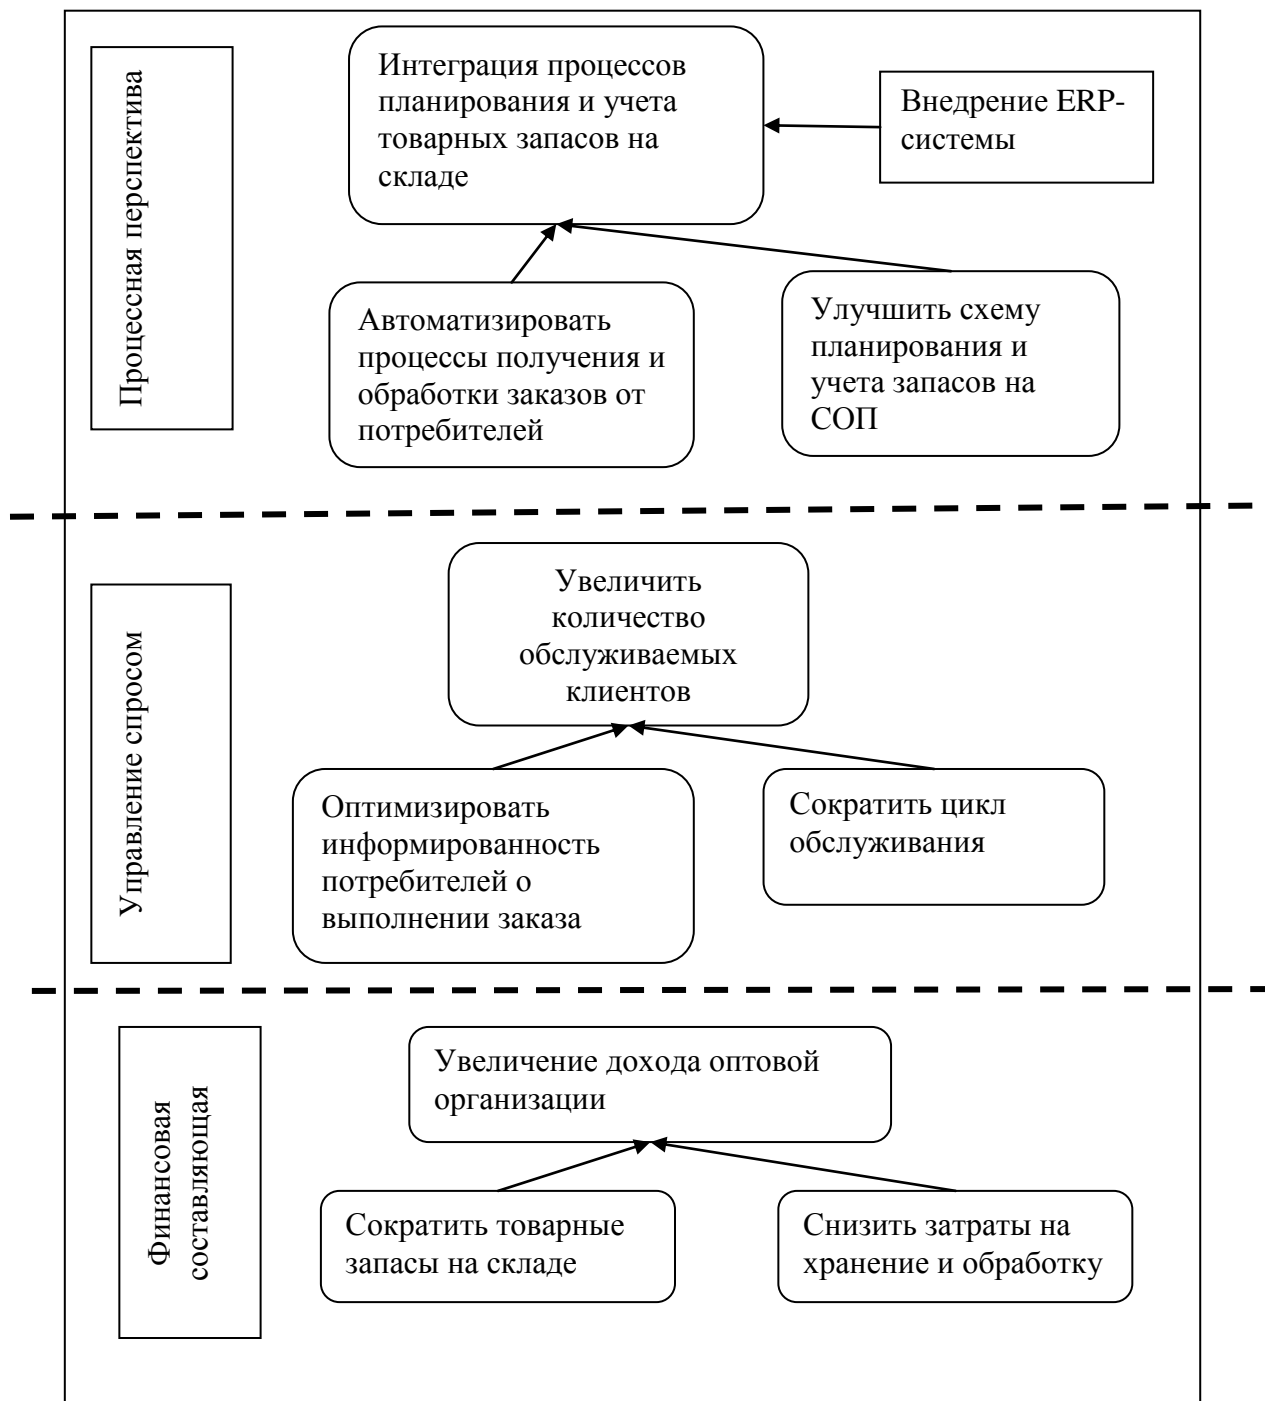 Процессная перспектива
Интеграция процессов
планирования и учета
товарных запасов на
складе
Внедрение ERP-
системы
Автоматизировать
процессы получения и
обработки заказов от
потребителей
Улучшить схему
планирования и
учета запасов на
СОП
Управление спросом
Увеличить
количество
обслуживаемых
клиентов
Оптимизировать
информированность
потребителей о
выполнении заказа
Сократить цикл
обслуживания
Финансовая
составляющая
Увеличение дохода оптовой
организации
Сократить товарные
запасы на складе
Снизить затраты на
хранение и обработку